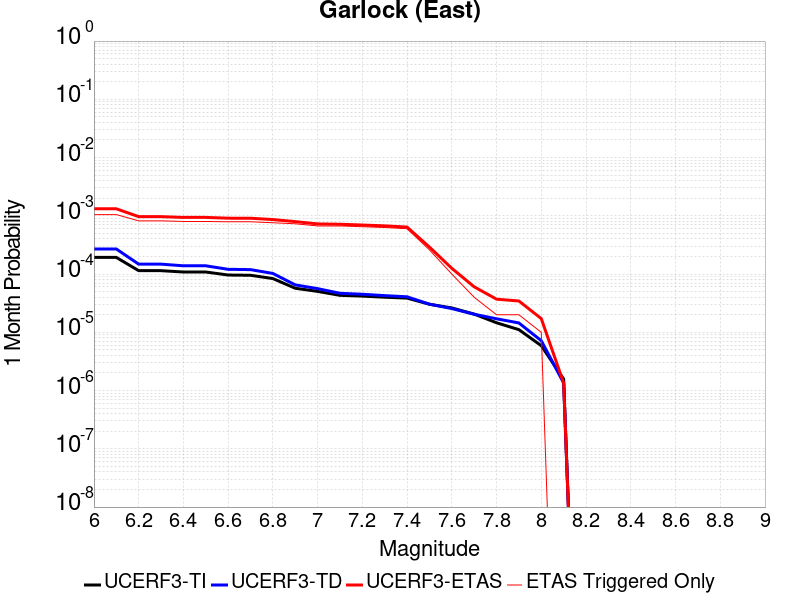 Garlock (East)
10^0
10^-1
10^-2
10^-3
10^-4
10^-5
10^-6
10^-7
10^-8
1 Month Probability
6 6.2 6.4 6.6 6.8 7 7.2 7.4 7.6 7.8 8 8.2 8.4 8.6 8.8 9
Magnitude
UCERF3-TI UCERF3-TD UCERF3-ETAS ETAS Triggered Only